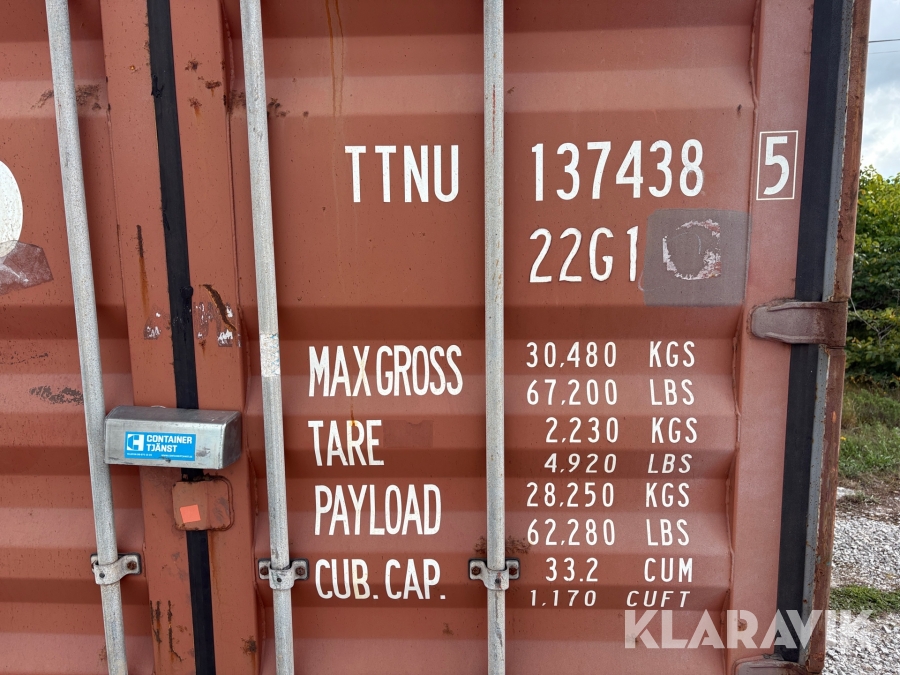 TTNU 137438 5
22G1
MAX GROSS 30,480 KGS
67,200 LBS
TARE 2,230 KGS
4,920 LBS
PAYLOAD 28,250 KGS
62,280 LBS
CUB. CAP. 33.2 CUM
1,170 CUFT
CONTAINER
TJÄNST
KLARAVIK